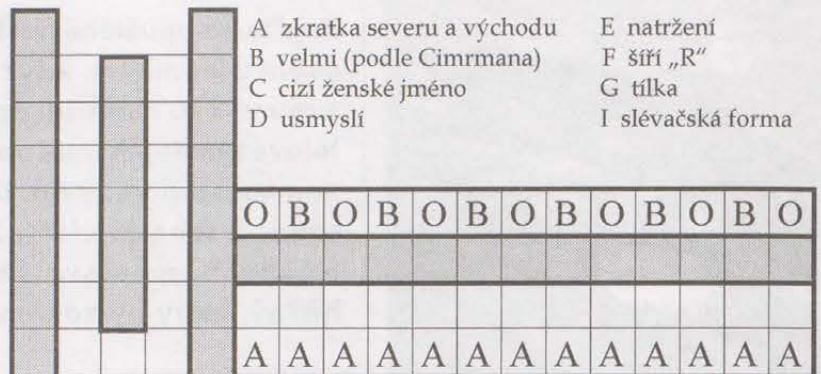 A zkratka severu a východu
B velmi (podle Cimrmana)
C cizí ženské jméno
D usmyslí
E natržení
F šíří „R“
G tílka
I slévačská forma
O B O B O B O B O B O B O
A A A A A A A A A A A A A